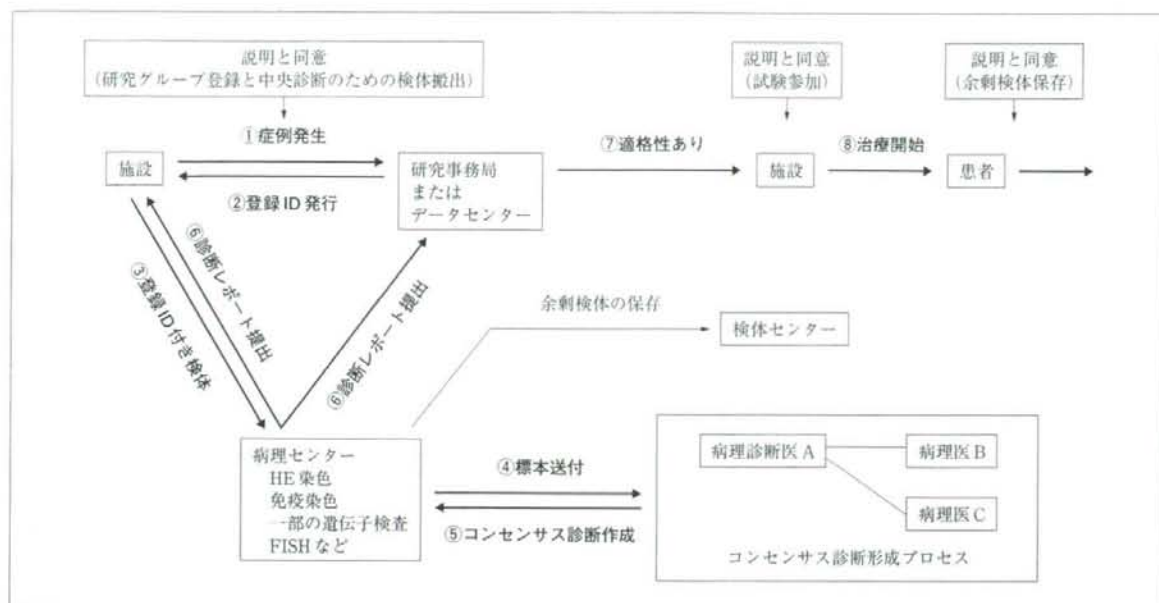 説明と同意
(研究グループ登録と中央診断のための検体搬出)
説明と同意
(試験参加)
説明と同意
(余剰検体保存)
①症例発生
⑦適格性あり
⑧治療開始
施設
研究事務局
または
データセンター
施設
患者
②登録ID発行
⑥診断レポート提出
③登録ID付き検体
⑥診断レポート提出
余剰検体の保存
検体センター
病理センター
HE染色
免疫染色
一部の遺伝子検査
FISHなど
④標本送付
⑤コンセンサス診断作成
病理診断医A
病理医B
病理医C
コンセンサス診断形成プロセス